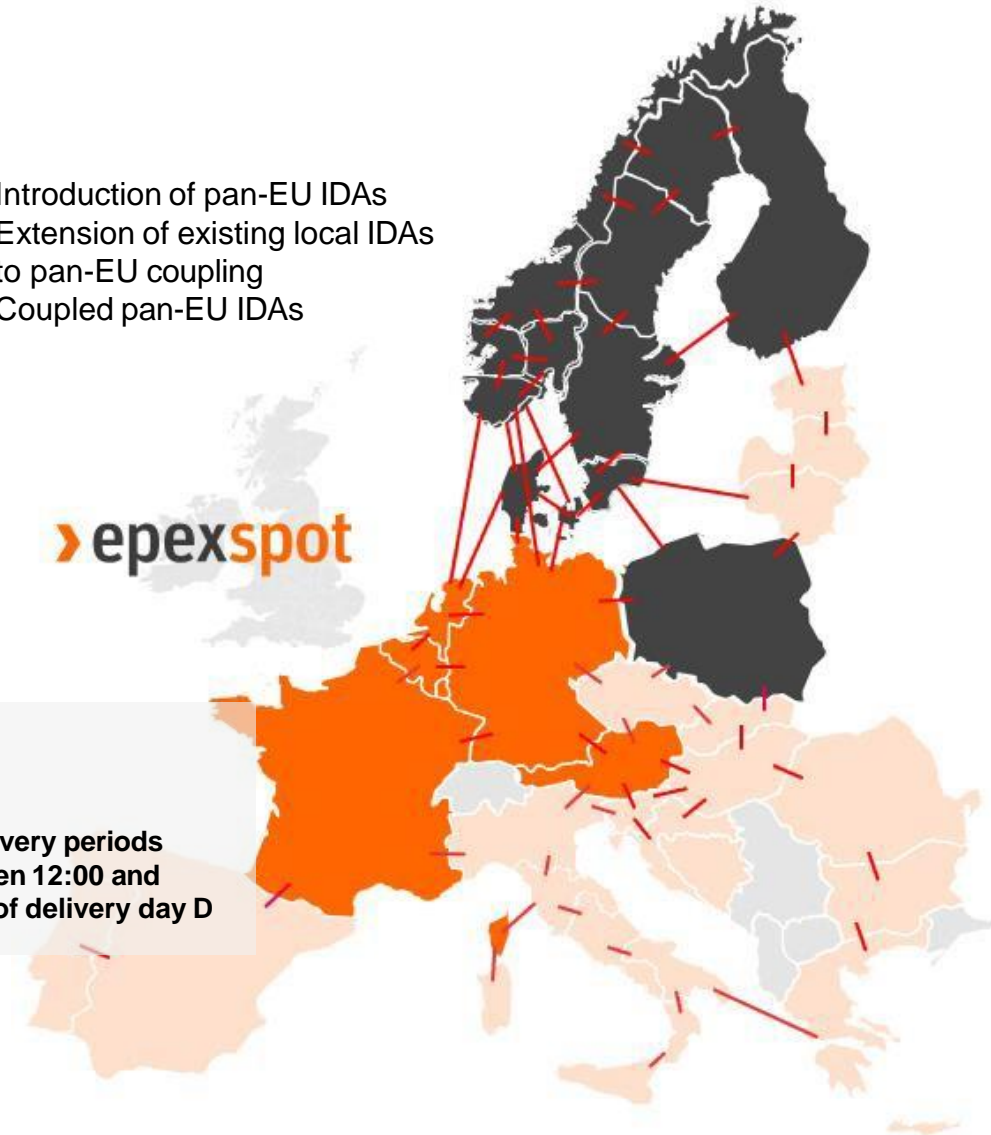 Introduction of pan-EU IDAs
Extension of existing local IDAs
to pan-EU coupling
Coupled pan-EU IDAs
epexspot
very periods
en 12:00 and
of delivery day D